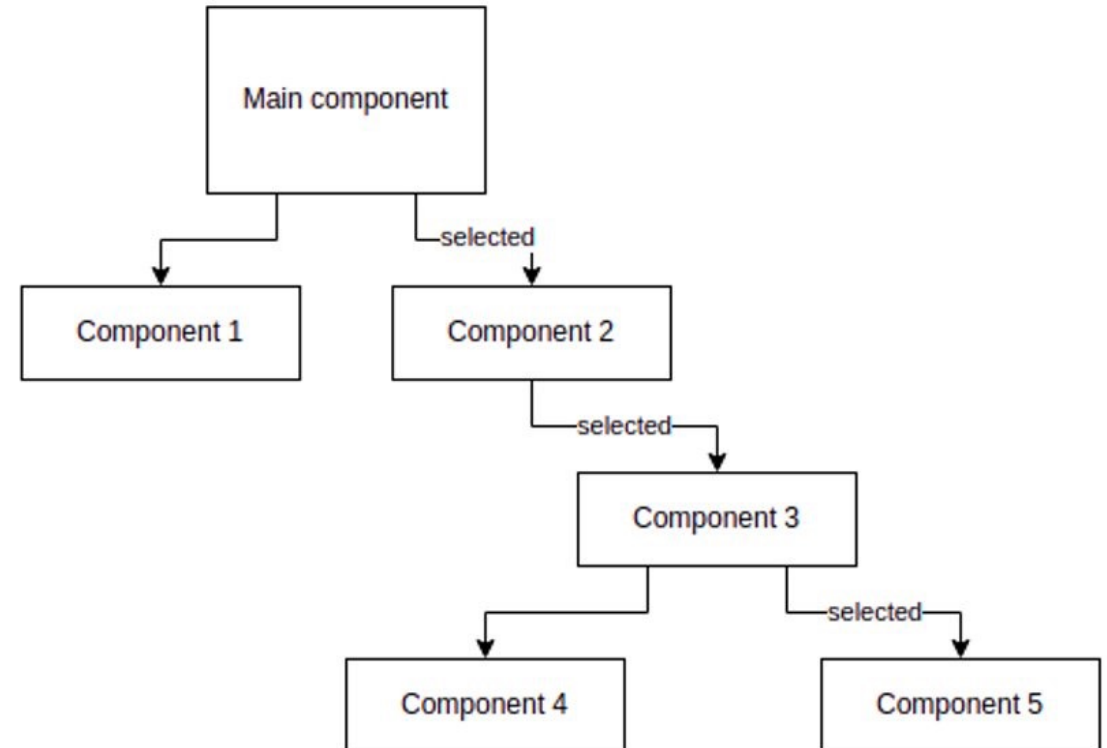 Main component
selected
Component 1
Component 2
selected
Component 3
selected
Component 4
Component 5